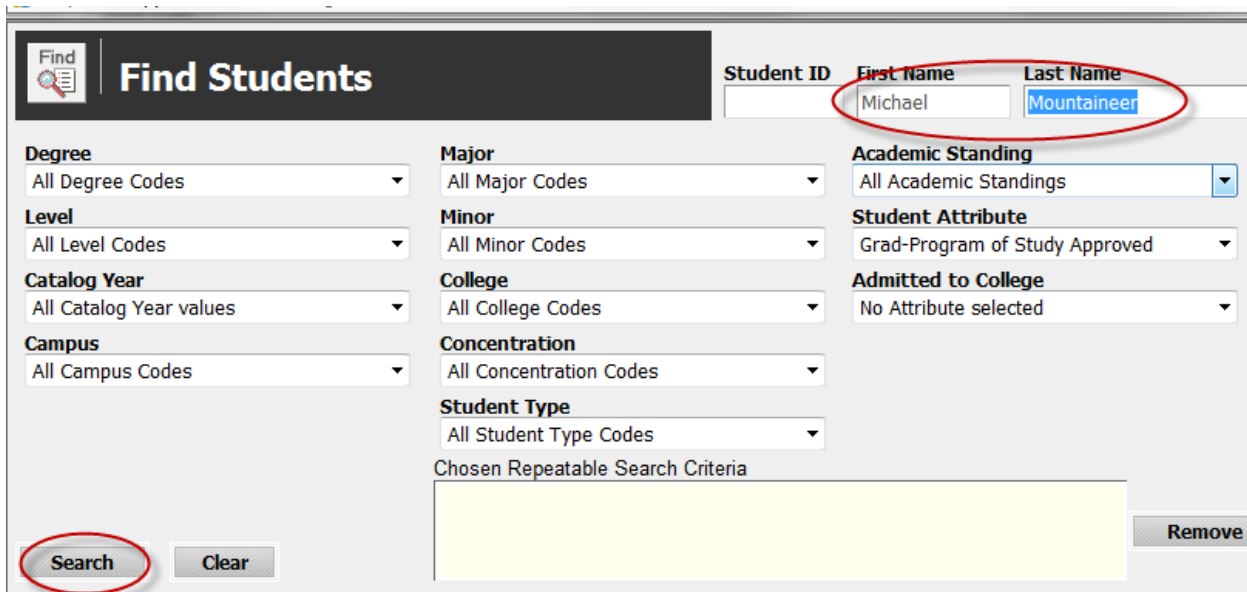 Find
Find Students
Student ID First Name Last Name
Michael Mountaineer
Degree Major Academic Standing
All Degree Codes All Major Codes All Academic Standings
Level Minor Student Attribute
All Level Codes All Minor Codes Grad-Program of Study Approved
Catalog Year College Admitted to College
All Catalog Year values All College Codes No Attribute selected
Campus Concentration
All Campus Codes All Concentration Codes
Student Type
All Student Type Codes
Chosen Repeatable Search Criteria
Remove
Search Clear